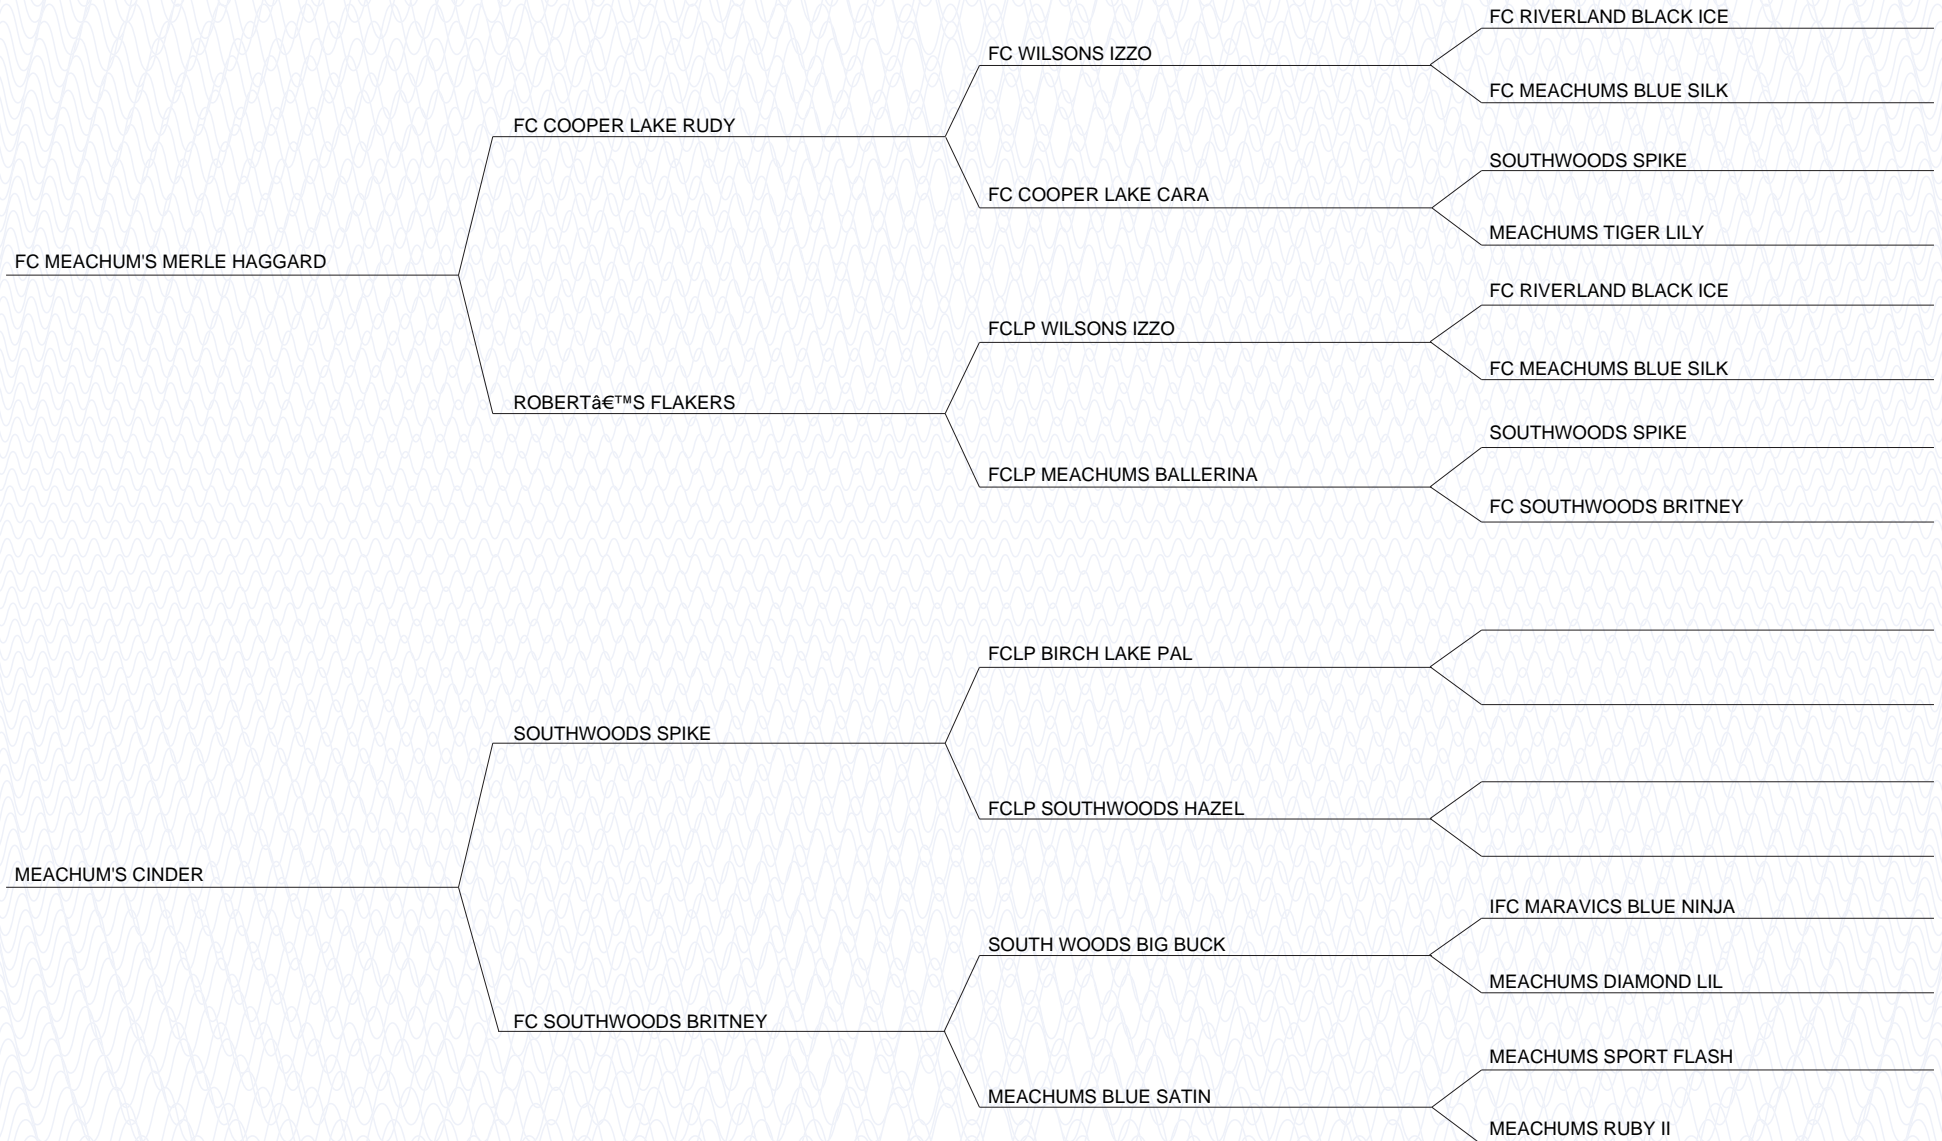 FC RIVERLAND BLACK ICE
FC WILSONS IZZO
FC MEACHUMS BLUE SILK
FC COOPER LAKE RUDY
SOUTHWOODS SPIKE
FC COOPER LAKE CARA
MEACHUMS TIGER LILY
FC MEACHUM'S MERLE HAGGARD
FC RIVERLAND BLACK ICE
FCLP WILSONS IZZO
FC MEACHUMS BLUE SILK
ROBERTâ€™S FLAKERS
SOUTHWOODS SPIKE
FCLP MEACHUMS BALLERINA
FC SOUTHWOODS BRITNEY
FCLP BIRCH LAKE PAL
SOUTHWOODS SPIKE
FCLP SOUTHWOODS HAZEL
MEACHUM'S CINDER
IFC MARAVICS BLUE NINJA
SOUTH WOODS BIG BUCK
MEACHUMS DIAMOND LIL
FC SOUTHWOODS BRITNEY
MEACHUMS SPORT FLASH
MEACHUMS BLUE SATIN
MEACHUMS RUBY II